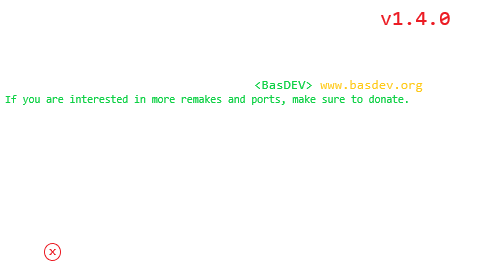 v1.4.0
<BasDEV> www.basdev.org
If you are interested in more remakes and ports, make sure to donate.
x